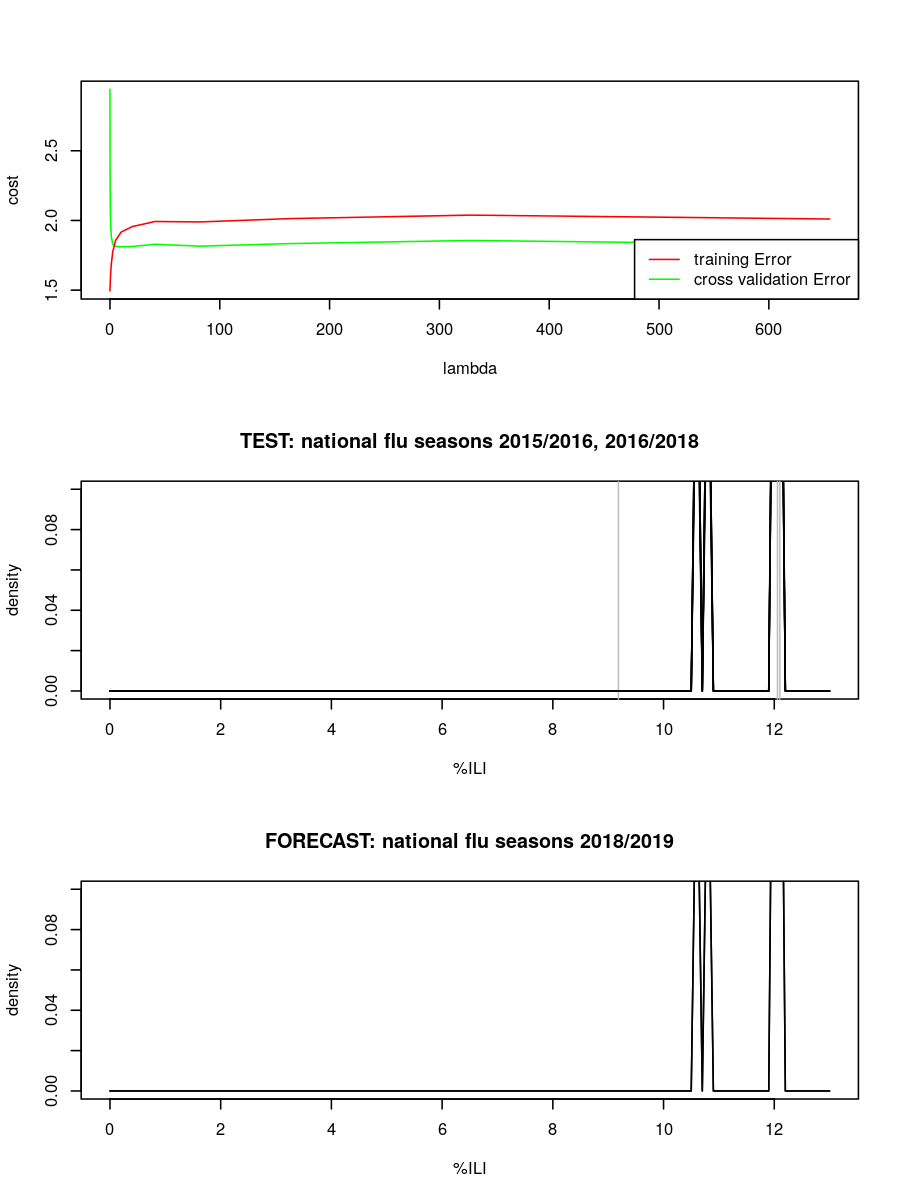 cost
2.5
2.0
1.5
training Error
cross validation Error
0 100 200 300 400 500 600
lambda
TEST: national flu seasons 2015/2016, 2016/2018
density
0.08
0.04
0.00
0 2 4 6 8 10 12
%ILI
FORECAST: national flu seasons 2018/2019
density
0.08
0.04
0.00
0 2 4 6 8 10 12
%ILI